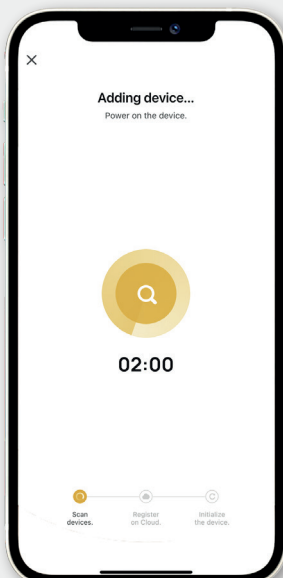 Adding device...
Power on the device.
02:00
Scan
devices.
Register
on Cloud.
Initialize
the device.